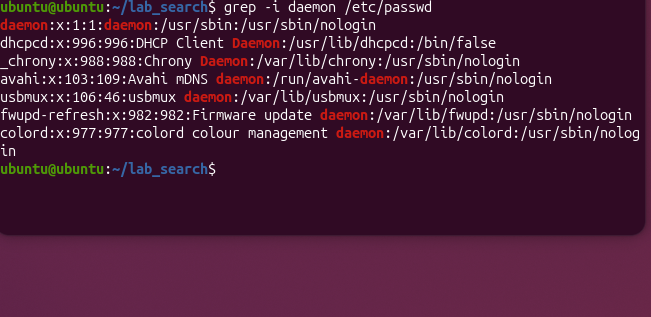 ubuntu@ubuntu:~/lab_search$ grep -i daemon /etc/passwd
daemon:x:1:1:daemon:/usr/sbin:/usr/sbin/nologin
dhcpcd:x:996:996:DHCP Client Daemon:/usr/lib/dhcpcd:/bin/false
_chrony:x:988:988:Chrony Daemon:/var/lib/chrony:/usr/sbin/nologin
avahi:x:103:109:Avahi mDNS daemon:/run/avahi-daemon:/usr/sbin/nologin
usbmux:x:106:46:usbmux daemon:/var/lib/usbmux:/usr/sbin/nologin
fwupd-refresh:x:982:982:Firmware update daemon:/var/lib/fwupd:/usr/sbin/nologin
colord:x:977:977:colord colour management daemon:/var/lib/colord:/usr/sbin/nolog
in
ubuntu@ubuntu:~/lab_search$